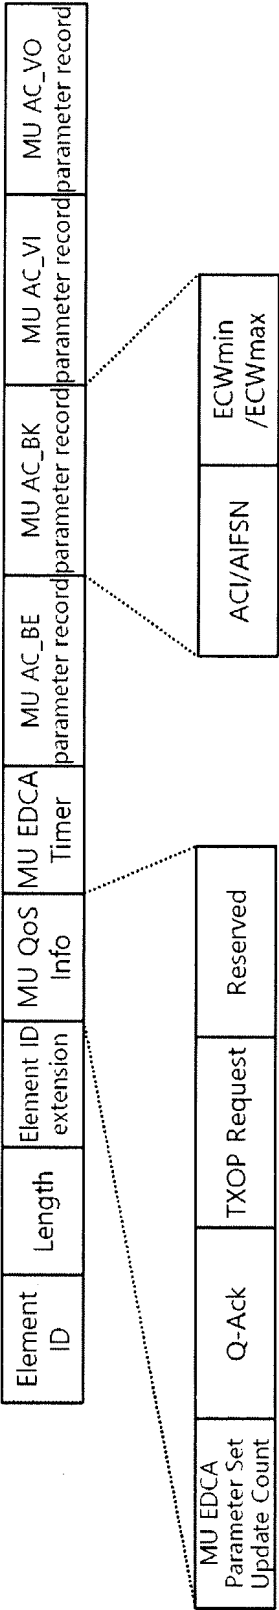 Element
ID
Length
Element ID
extension
MU QoS
Info
MU EDCA
Timer
MU AC_BE
parameter record
MU AC_BK
parameter record
MU AC_VI
parameter record
MU AC_VO
parameter record
MU EDCA
Parameter Set
Update Count
Q-Ack
TXOP Request
Reserved
ACI/AIFSN
ECWmin
/ECWmax